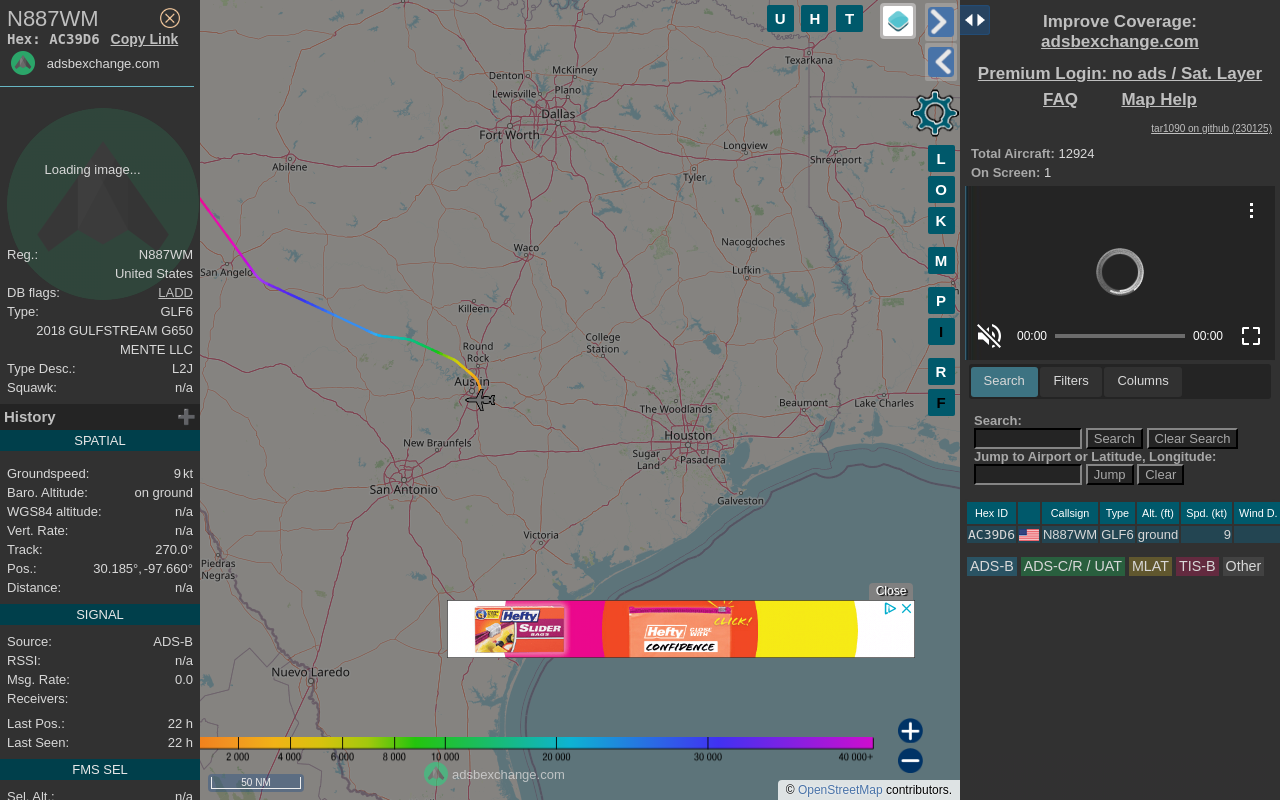 N887WM
Hex: AC39D6 Copy Link
adsbexchange.com
Loading image...
Reg.: N887WM
United States
DB flags: LADD
Type: GLF6
2018 GULFSTREAM G650
MENTE LLC
Type Desc.: L2J
Squawk: n/a
History
SPATIAL
Groundspeed: 9 kt
Baro. Altitude: on ground
WGS84 altitude: n/a
Vert. Rate: n/a
Track: 270.0°
Pos.: 30.185°, -97.660°
Distance: n/a
SIGNAL
Source: ADS-B
RSSI: n/a
Msg. Rate: 0.0
Receivers:
Last Pos.: 22 h
Last Seen: 22 h
FMS SEL
Sel. Alt.: n/a
U H T
L
O
K
M
P
I
R
F
Texarkana
McKinney
Denton
Plano
Lewisville
Dallas
Fort Worth
Longview
Shreveport
Abilene
Tyler
Waco
Nacogdoches
Lufkin
San Angelo
Killeen
College
Station
Round
Rock
Austin
The Woodlands
Beaumont
Lake Charles
Houston
New Braunfels
Sugar
Land
Pasadena
San Antonio
Galveston
Victoria
Piedras
Negras
Nuevo Laredo
Close
Hefty
SLIDER
BAGS
Hefty
CLOSE
WITH
CONFIDENCE
CLICK!
2 000 4 000 6 000 8 000 10 000 20 000 30 000 40 000+
adsbexchange.com
50 NM
© OpenStreetMap contributors.
Improve Coverage:
adsbexchange.com
Premium Login: no ads / Sat. Layer
FAQ Map Help
tar1090 on github (230125)
Total Aircraft: 12924
On Screen: 1
00:00 00:00
Search Filters Columns
Search:
Search Clear Search
Jump to Airport or Latitude, Longitude:
Jump Clear
Hex ID Callsign Type Alt. (ft) Spd. (kt) Wind D.
AC39D6 N887WM GLF6 ground 9
ADS-B ADS-C/R / UAT MLAT TIS-B Other